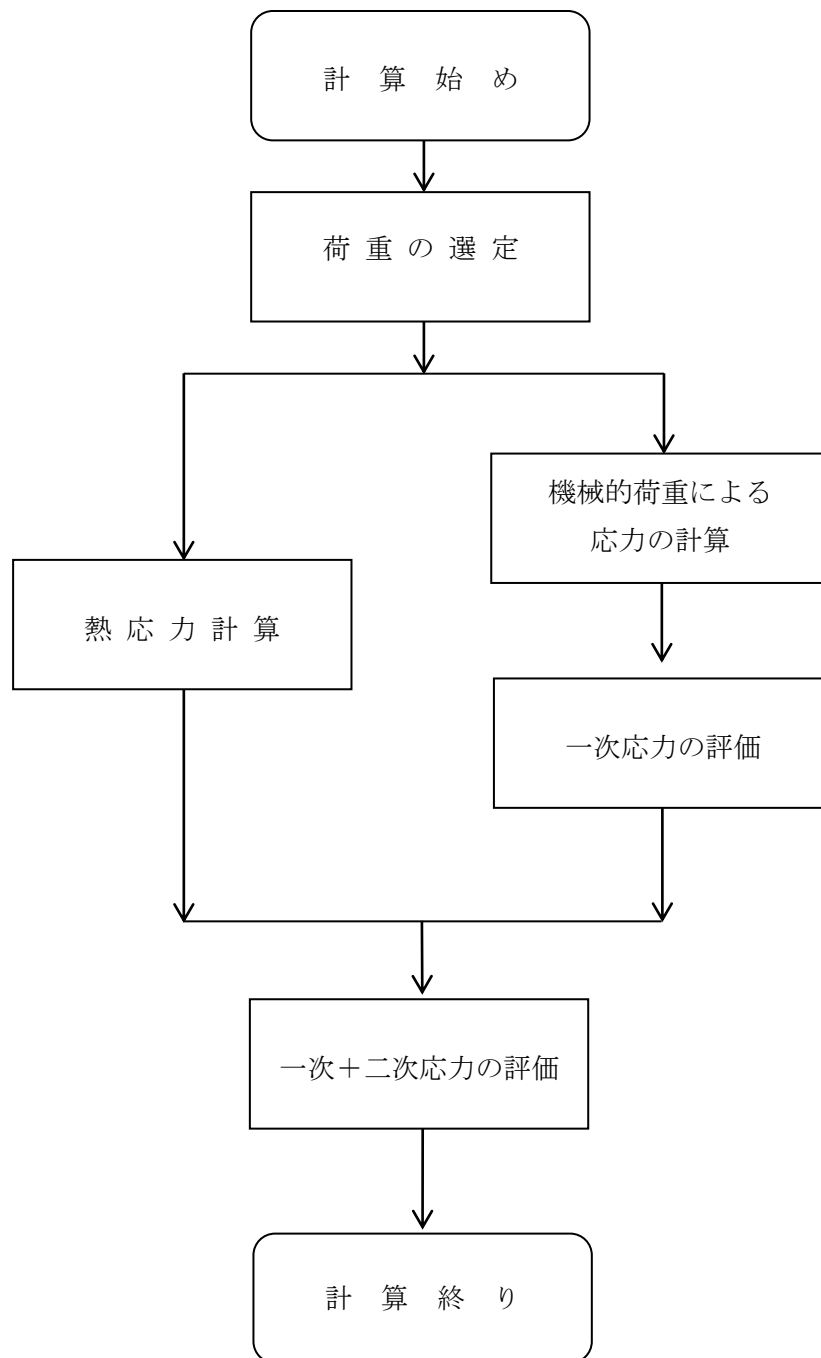 計 算 始 め
荷 重 の 選 定
機械的荷重による
応力の計算
熱 応 力 計 算
一次応力の評価
一次＋二次応力の評価
計 算 終 り